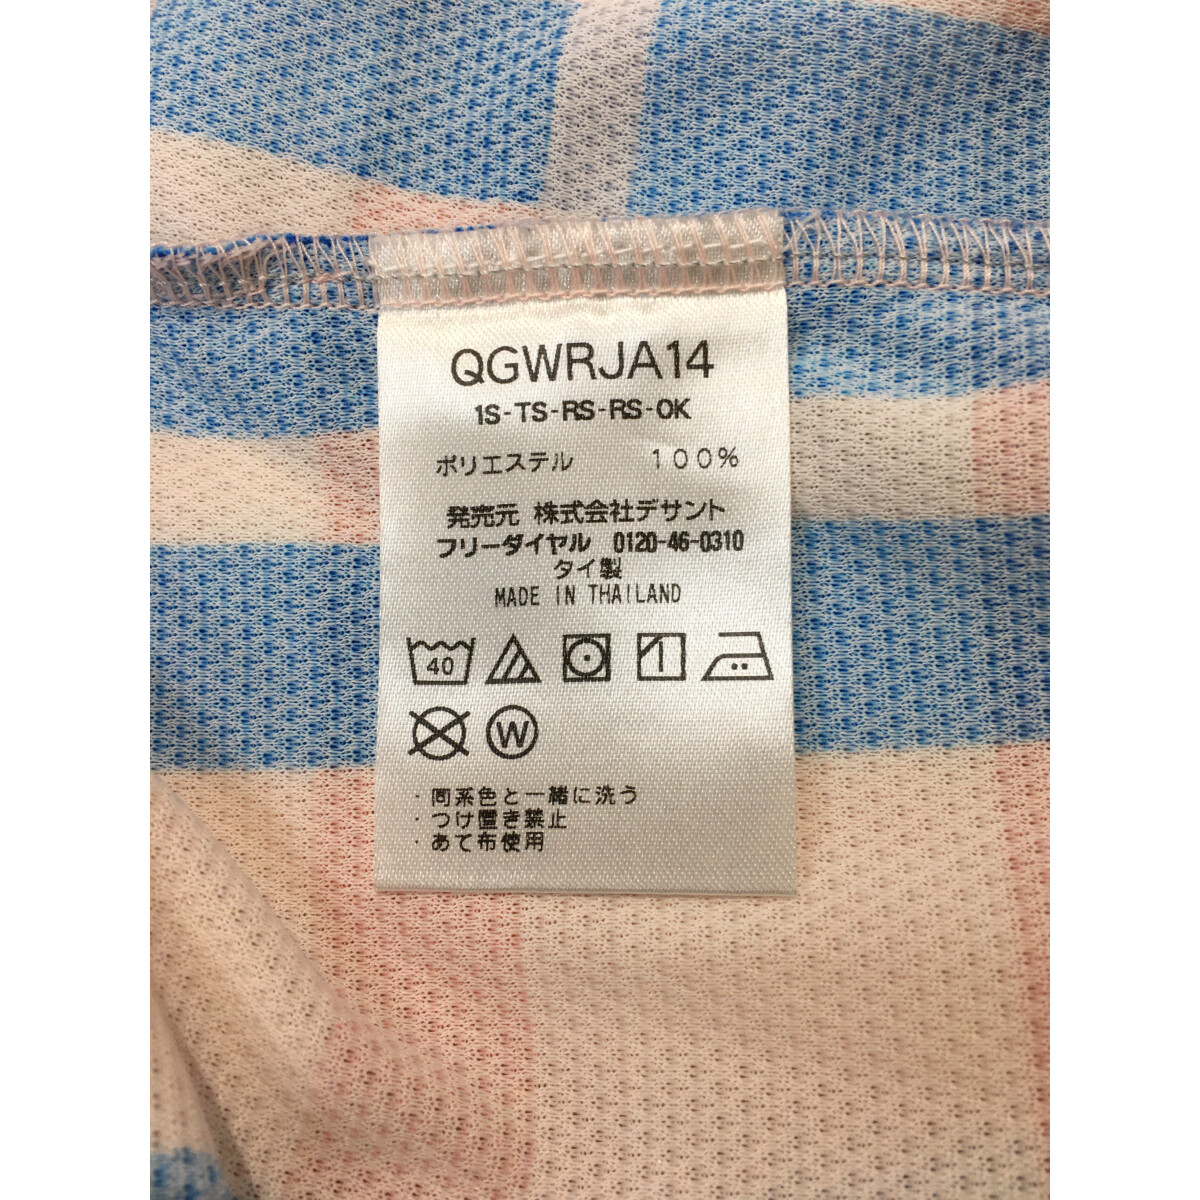 QGWRJA14
1S-TS-RS-RS-OK
ポリエステル 100%
発売元 株式会社デサント
フリーダイヤル 0120-46-0310
タイ製
MADE IN THAILAND
40
W
・同系色と一緒に洗う
・つけ置き禁止
・あて布使用